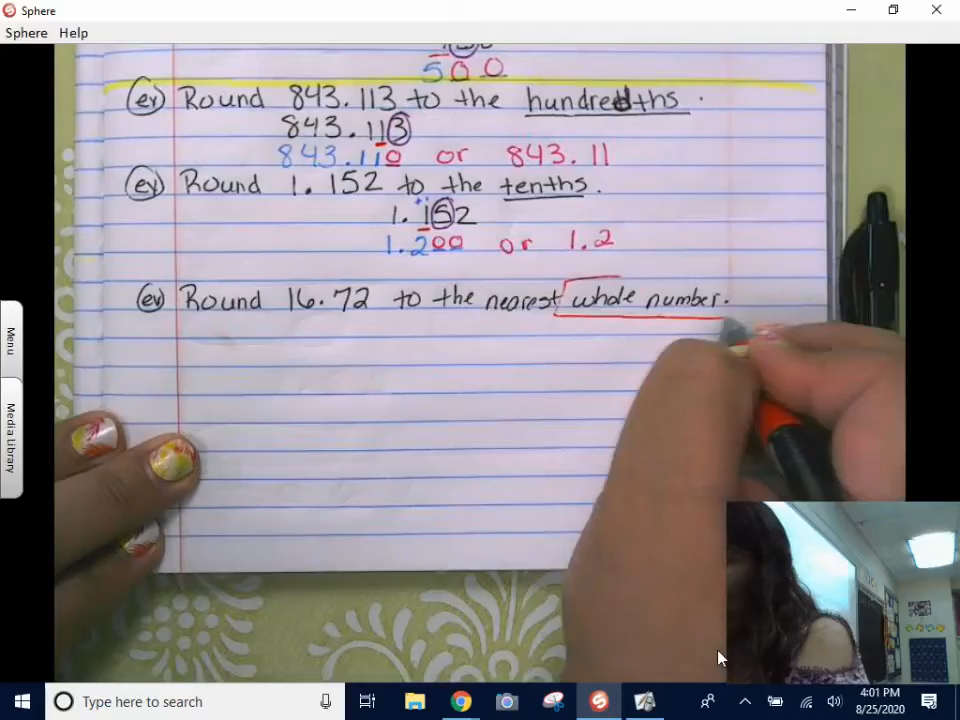 Sphere
Sphere Help
500
ex Round 843.113 to the hundredths.
843.113
843.110 or 843.11
ex Round 1.152 to the tenths.
+1
1.152
1.200 or 1.2
ex Round 16.72 to the nearest whole number.
Menu
Media Library
Type here to search
4:01 PM
8/25/2020